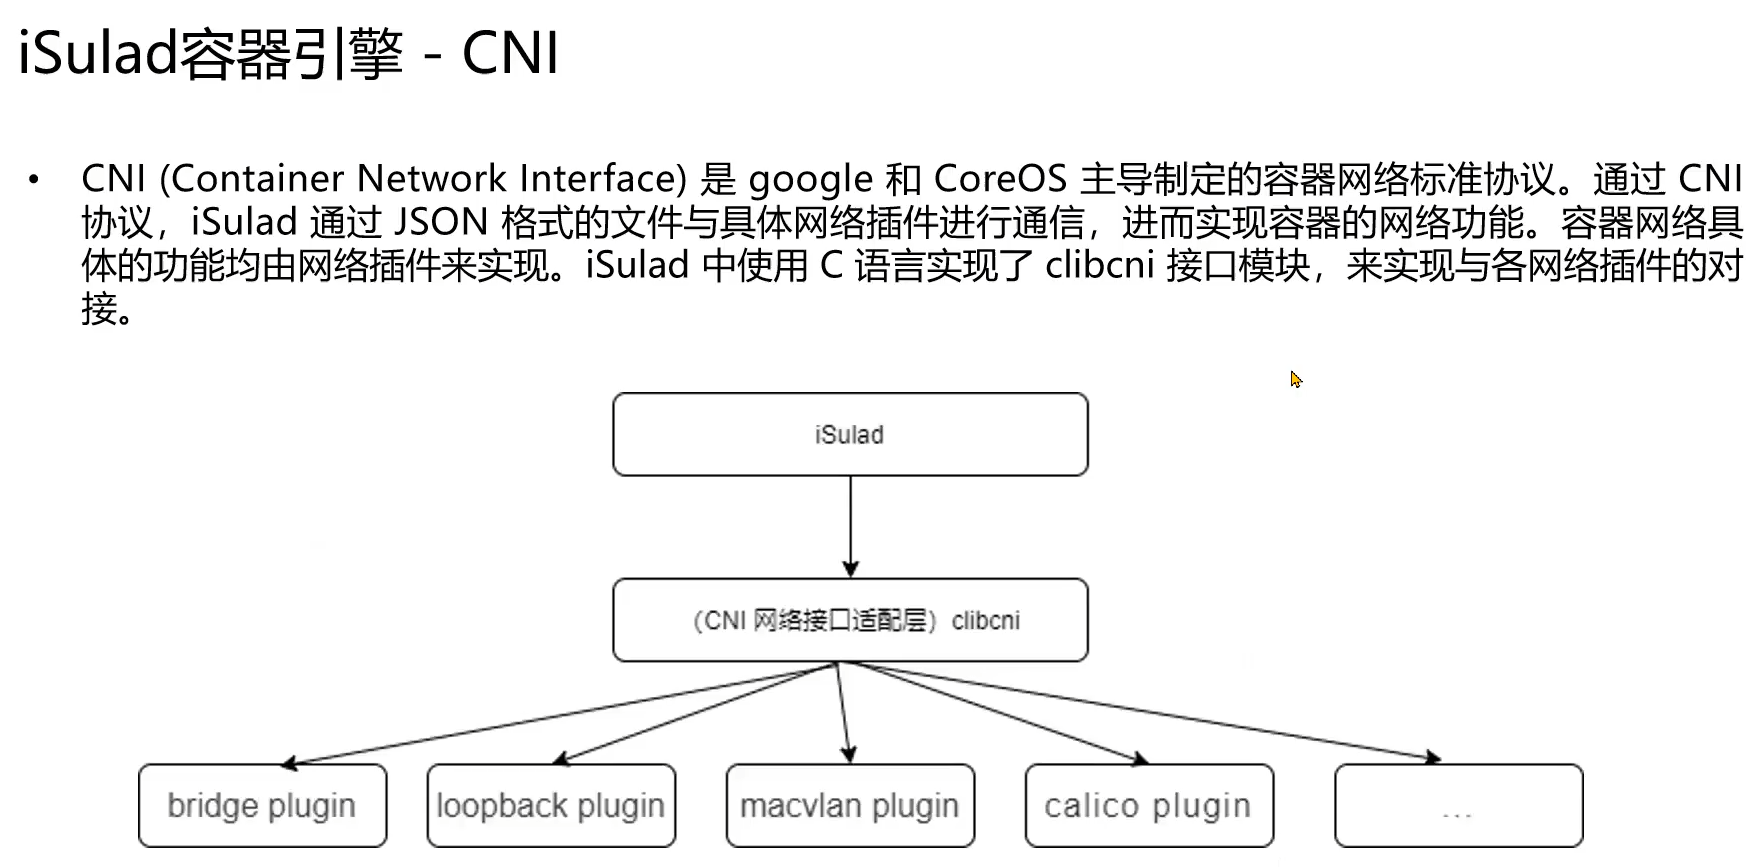 iSulad容器引擎 - CNI
• CNI (Container Network Interface) 是 google 和 CoreOS 主导制定的容器网络标准协议。通过 CNI
协议，iSulad 通过 JSON 格式的文件与具体网络插件进行通信，进而实现容器的网络功能。容器网络具
体的功能均由网络插件来实现。iSulad 中使用 C 语言实现了 clibcni 接口模块，来实现与各网络插件的对
接。
iSulad
（CNI 网络接口适配层）clibcni
bridge plugin
loopback plugin
macvlan plugin
calico plugin
...